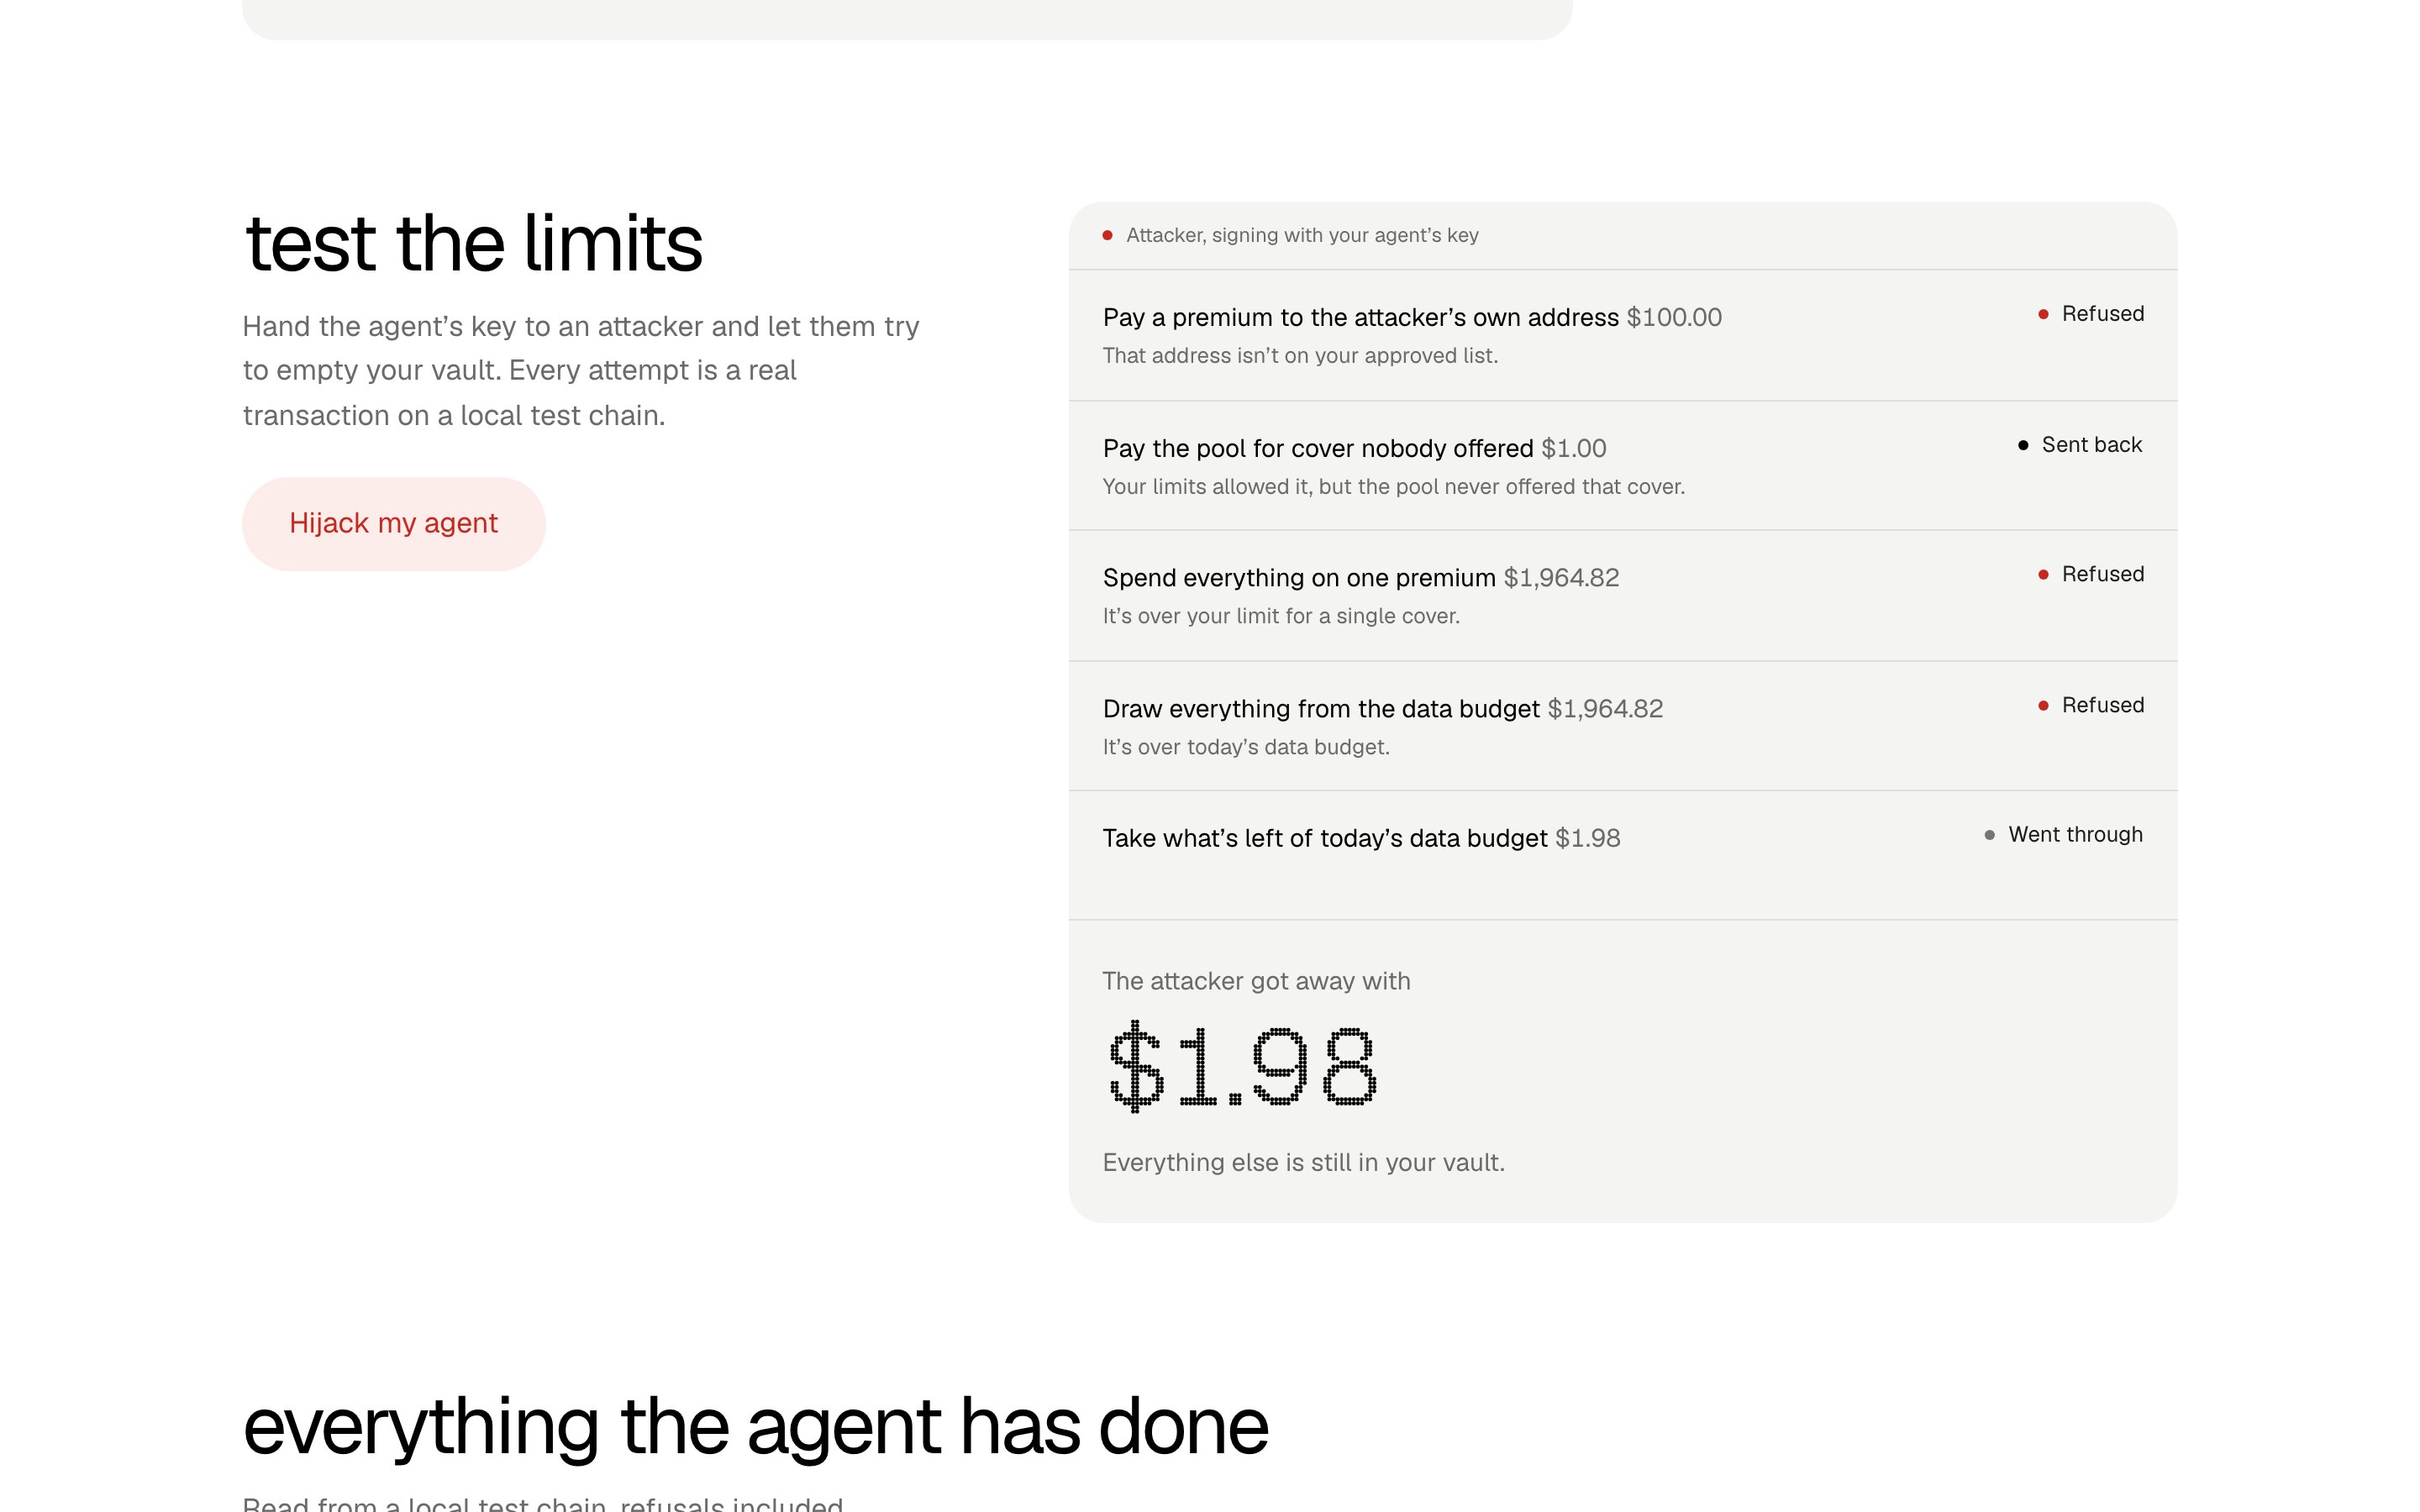 test the limits
Hand the agent’s key to an attacker and let them try
to empty your vault. Every attempt is a real
transaction on a local test chain.
Hijack my agent
Attacker, signing with your agent’s key
Pay a premium to the attacker’s own address $100.00
Refused
That address isn’t on your approved list.
Pay the pool for cover nobody offered $1.00
Sent back
Your limits allowed it, but the pool never offered that cover.
Spend everything on one premium $1,964.82
Refused
It’s over your limit for a single cover.
Draw everything from the data budget $1,964.82
Refused
It’s over today’s data budget.
Take what’s left of today’s data budget $1.98
Went through
The attacker got away with
$1.98
Everything else is still in your vault.
everything the agent has done
Read from a local test chain, refusals included